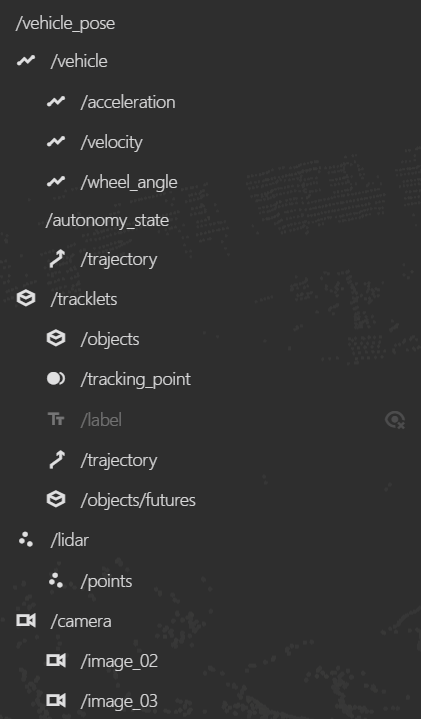 /vehicle_pose
/vehicle
/acceleration
/velocity
/wheel_angle
/autonomy_state
/trajectory
/tracklets
/objects
/tracking_point
/label
/trajectory
/objects/futures
/lidar
/points
/camera
/image_02
/image_03